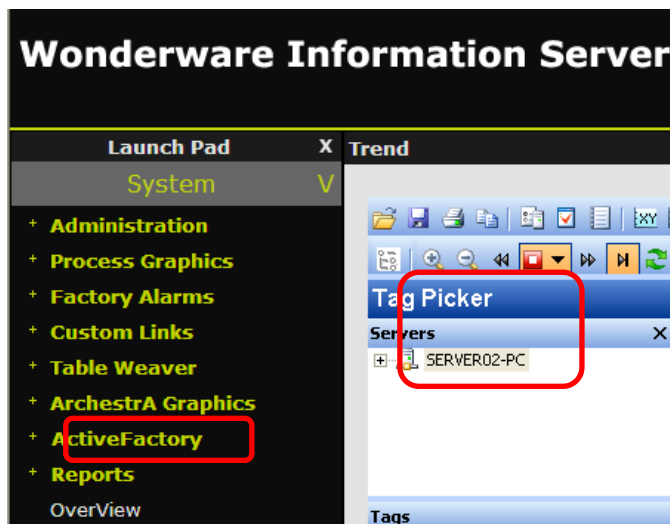 Wonderware Information Server
Launch Pad X
System V
+ Administration
+ Process Graphics
+ Factory Alarms
+ Custom Links
+ Table Weaver
+ ArchestrA Graphics
+ ActiveFactory
+ Reports
OverView
Trend
XY
Tag Picker
Servers X
SERVER02-PC
Tags